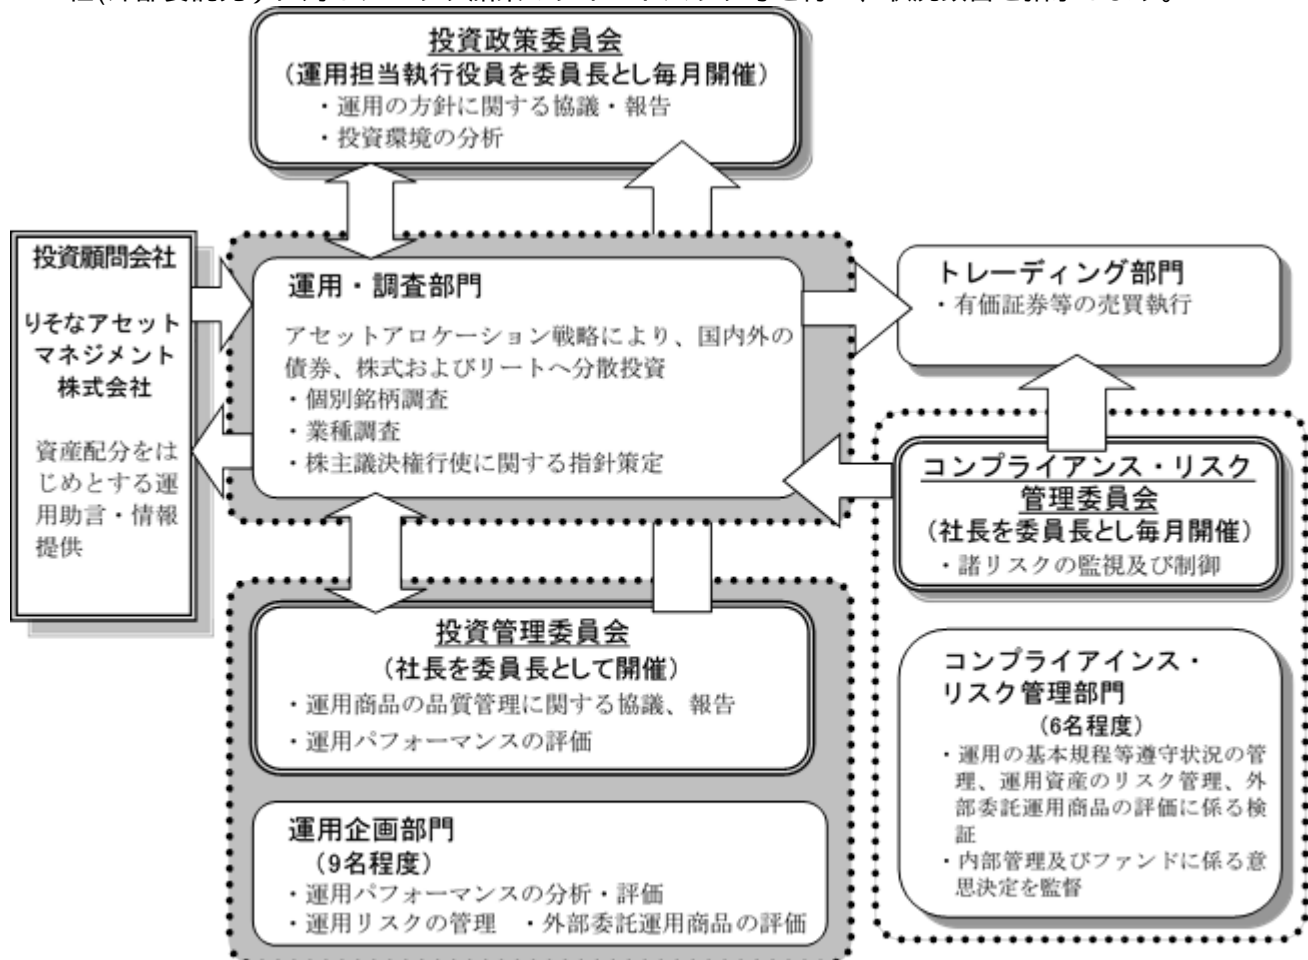 投資政策委員会
（運用担当執行役員を委員長とし毎月開催）
・運用の方針に関する協議・報告
・投資環境の分析
投資顧問会社
りそなアセット
マネジメント
株式会社
資産配分をは
じめとする運
用助言・情報
提供
運用・調査部門
アセットアロケーション戦略により、国内外の
債券、株式およびリートへ分散投資
・個別銘柄調査
・業種調査
・株主議決権行使に関する指針策定
トレーディング部門
・有価証券等の売買執行
コンプライアンス・リスク
管理委員会
（社長を委員長とし毎月開催）
・諸リスクの監視及び制御
投資管理委員会
（社長を委員長として開催）
・運用商品の品質管理に関する協議、報告
・運用パフォーマンスの評価
運用企画部門
（9名程度）
・運用パフォーマンスの分析・評価
・運用リスクの管理　・外部委託運用商品の評価
コンプライアインス・
リスク管理部門
（6名程度）
・運用の基本規程等遵守状況の管
理、運用資産のリスク管理、外
部委託運用商品の評価に係る検
証
・内部管理及びファンドに係る意
思決定を監督